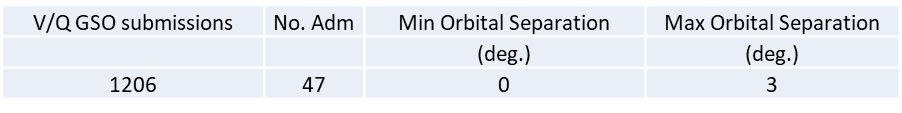 V/Q GSO submissions No. Adm Min Orbital Separation Max Orbital Separation
(deg.) (deg.)
1206 47 0 3